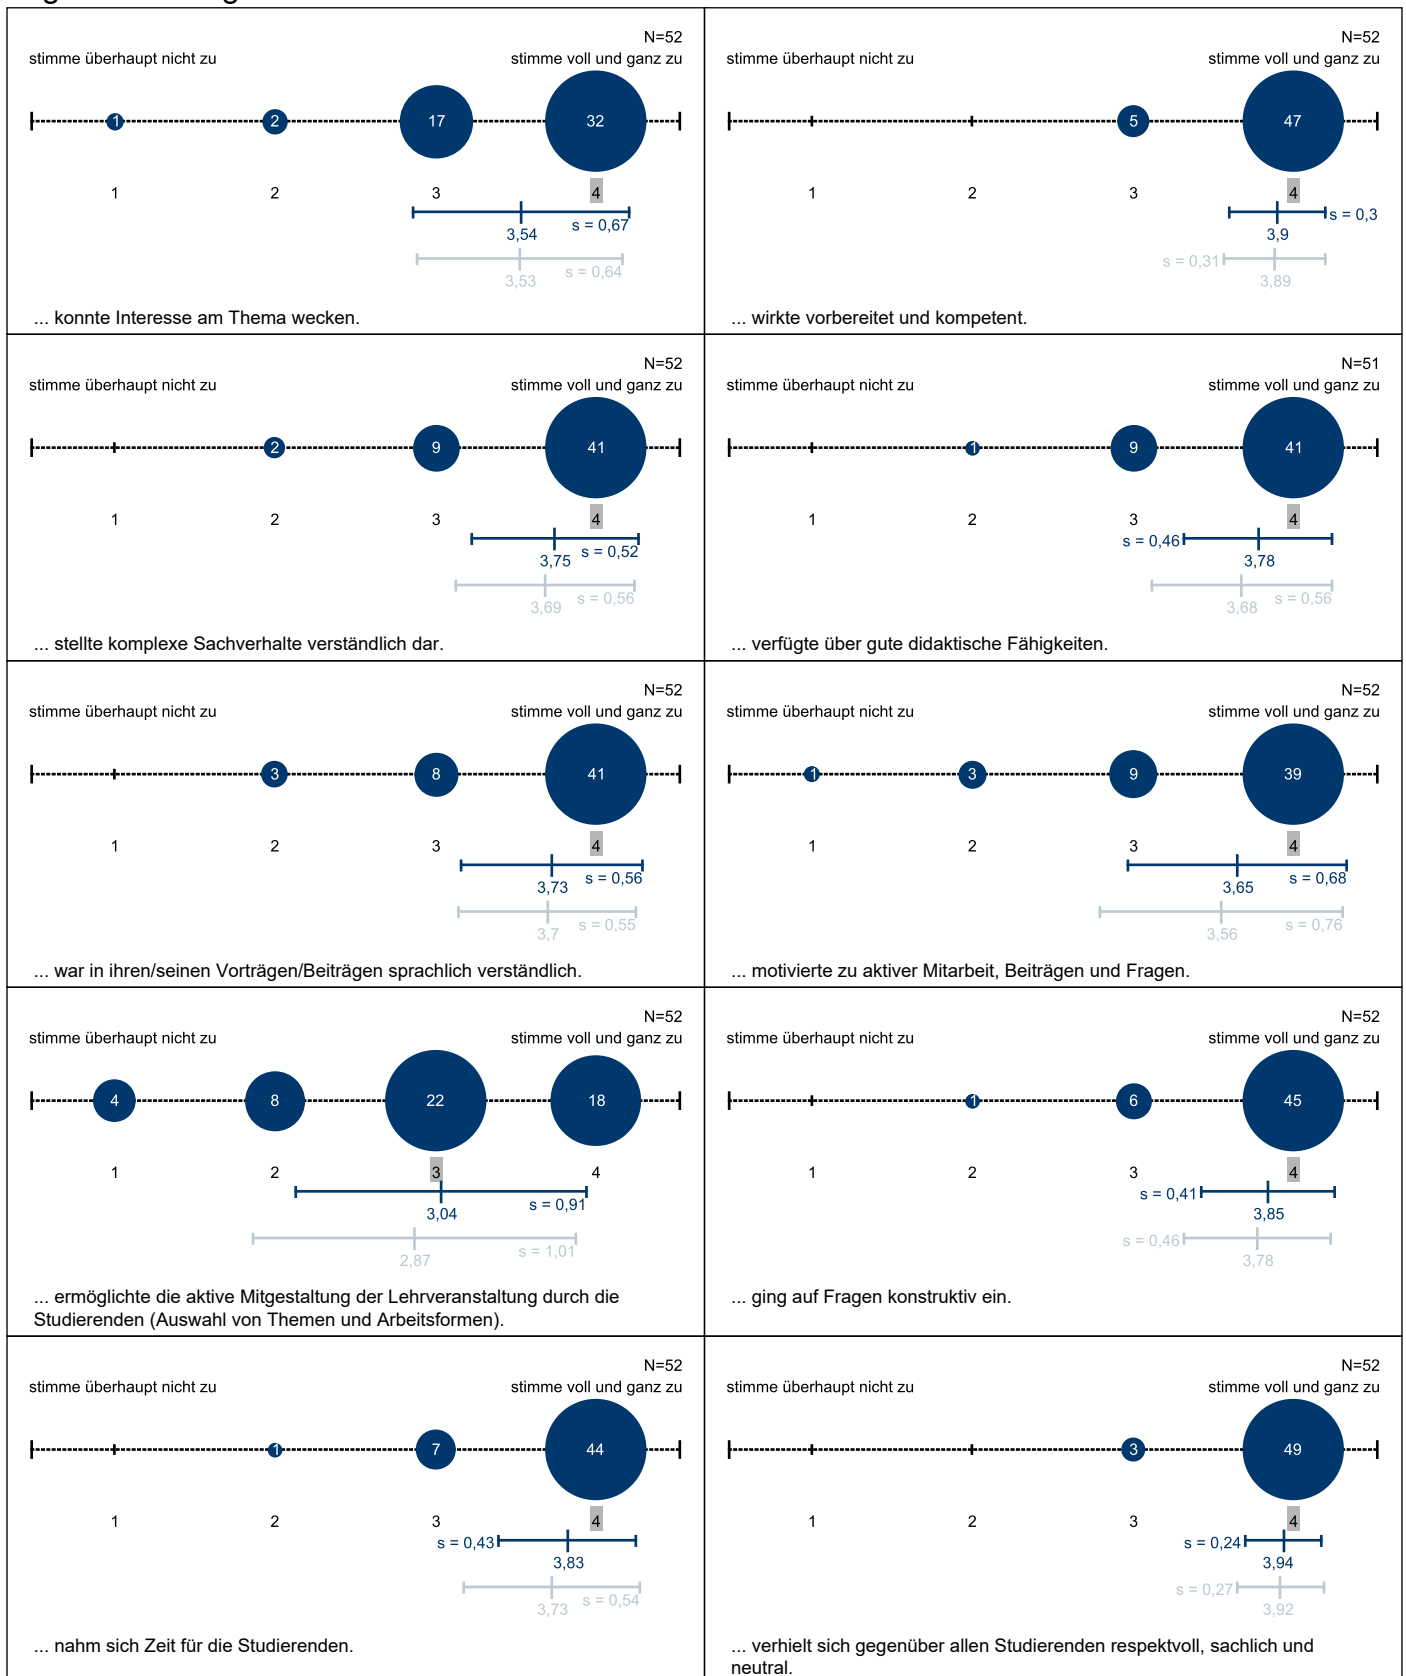 N=52
stimme überhaupt nicht zu stimme voll und ganz zu
1 2 17 32
1 2 3 4
s = 0,67
3,54
s = 0,64
3,53
... konnte Interesse am Thema wecken.
N=52
stimme überhaupt nicht zu stimme voll und ganz zu
5 47
1 2 3 4
s = 0,3
3,9
s = 0,31
3,89
... wirkte vorbereitet und kompetent.
N=52
stimme überhaupt nicht zu stimme voll und ganz zu
2 9 41
1 2 3 4
s = 0,52
3,75
s = 0,56
3,69
... stellte komplexe Sachverhalte verständlich dar.
N=51
stimme überhaupt nicht zu stimme voll und ganz zu
1 9 41
1 2 3 4
s = 0,46
3,78
s = 0,56
3,68
... verfügte über gute didaktische Fähigkeiten.
N=52
stimme überhaupt nicht zu stimme voll und ganz zu
3 8 41
1 2 3 4
s = 0,56
3,73
s = 0,55
3,7
... war in ihren/seinen Vorträgen/Beiträgen sprachlich verständlich.
N=52
stimme überhaupt nicht zu stimme voll und ganz zu
1 3 9 39
1 2 3 4
s = 0,68
3,65
s = 0,76
3,56
... motivierte zu aktiver Mitarbeit, Beiträgen und Fragen.
N=52
stimme überhaupt nicht zu stimme voll und ganz zu
4 8 22 18
1 2 3 4
s = 0,91
3,04
s = 1,01
2,87
... ermöglichte die aktive Mitgestaltung der Lehrveranstaltung durch die
Studierenden (Auswahl von Themen und Arbeitsformen).
N=52
stimme überhaupt nicht zu stimme voll und ganz zu
1 6 45
1 2 3 4
s = 0,41
3,85
s = 0,46
3,78
... ging auf Fragen konstruktiv ein.
N=52
stimme überhaupt nicht zu stimme voll und ganz zu
1 7 44
1 2 3 4
s = 0,43
3,83
s = 0,54
3,73
... nahm sich Zeit für die Studierenden.
N=52
stimme überhaupt nicht zu stimme voll und ganz zu
3 49
1 2 3 4
s = 0,24
3,94
s = 0,27
3,92
... verhielt sich gegenüber allen Studierenden respektvoll, sachlich und
neutral.